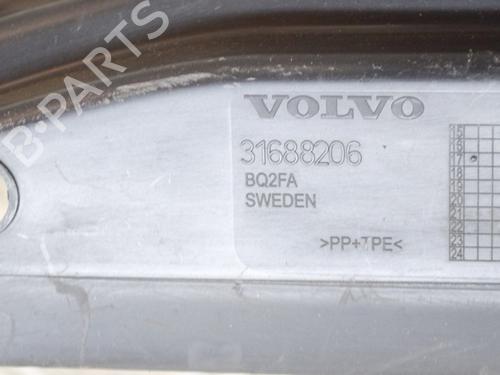 B-PARTS
VOLVO
31688206
BQ2FA
SWEDEN
>PP+TPE<
15
16
17
18
19
20
21
22
23
24